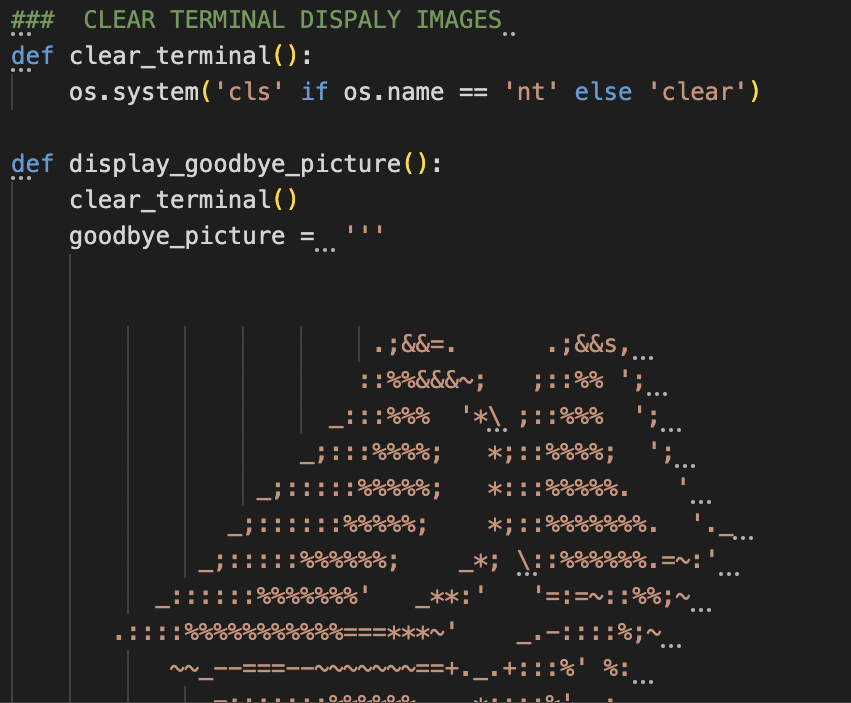 ###  CLEAR TERMINAL DISPALY IMAGES
def clear_terminal():
    os.system('cls' if os.name == 'nt' else 'clear')

def display_goodbye_picture():
    clear_terminal()
    goodbye_picture =  '''


                         .;&&=.      .;&&s,
                        ::%%&&&~;   ;:::%% ';
                      _:::%%%  '*\ ;:::%%%  ';
                    _;::::%%%%;   *;:::%%%%;  ';
                 _;::::::%%%%%;   *:::%%%%%.   '
               _;:::::::%%%%%;    *;:::%%%%%%%.  '._
             _;::::::%%%%%%;    _*; \::%%%%%%.=~:'
          _::::::%%%%%%%'   _**:'   '=:=~::%%;~
       .::::%%%%%%%%%%%===***~'    _.-::::%;~
           ~~_--===--~~~~~~~==+._.+:::%' %: